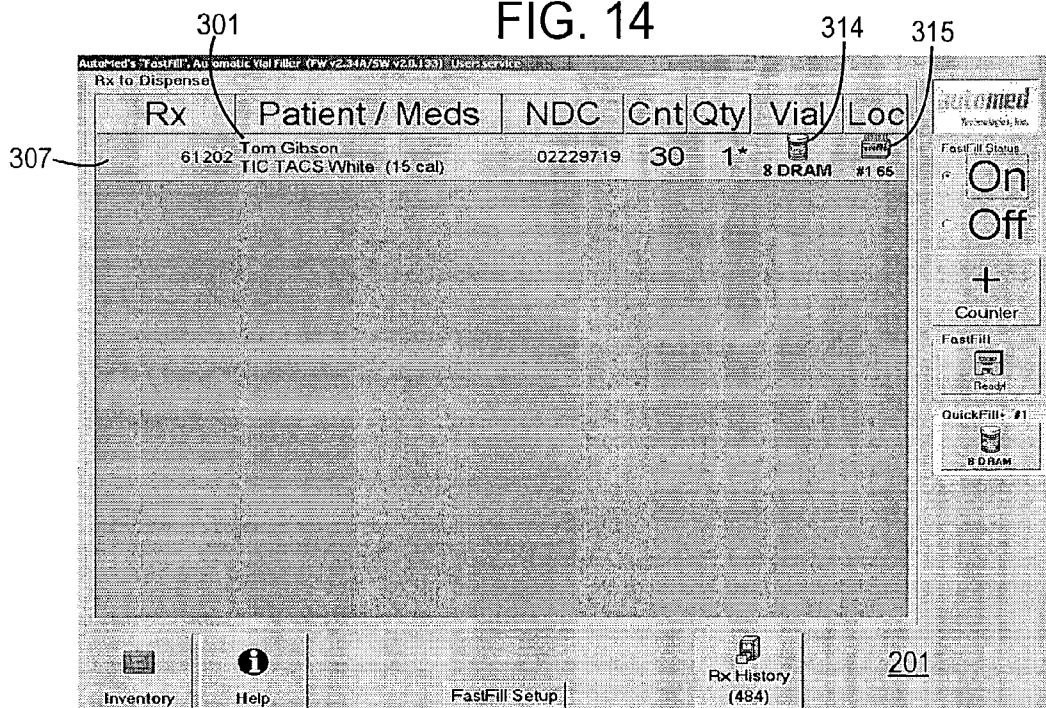 FIG. 14
301
314
315
AutoMed's "FastFill", Automatic Vial Filler (FW v2.34A/SW v2.0.133) User: service
Rx to Dispense
Rx Patient / Meds NDC Cnt Qty Vial Loc
307
61202 Tom Gibson 02229719 30 1* 8 DRAM #1 65
TIC TACS White (15 cal)
automed
Technologies, Inc.
FastFill Status
On
Off
+
Counter
FastFill
Ready!
QuickFill+ #1
8 DRAM
Inventory
Help
FastFill Setup
Rx History
(484)
201